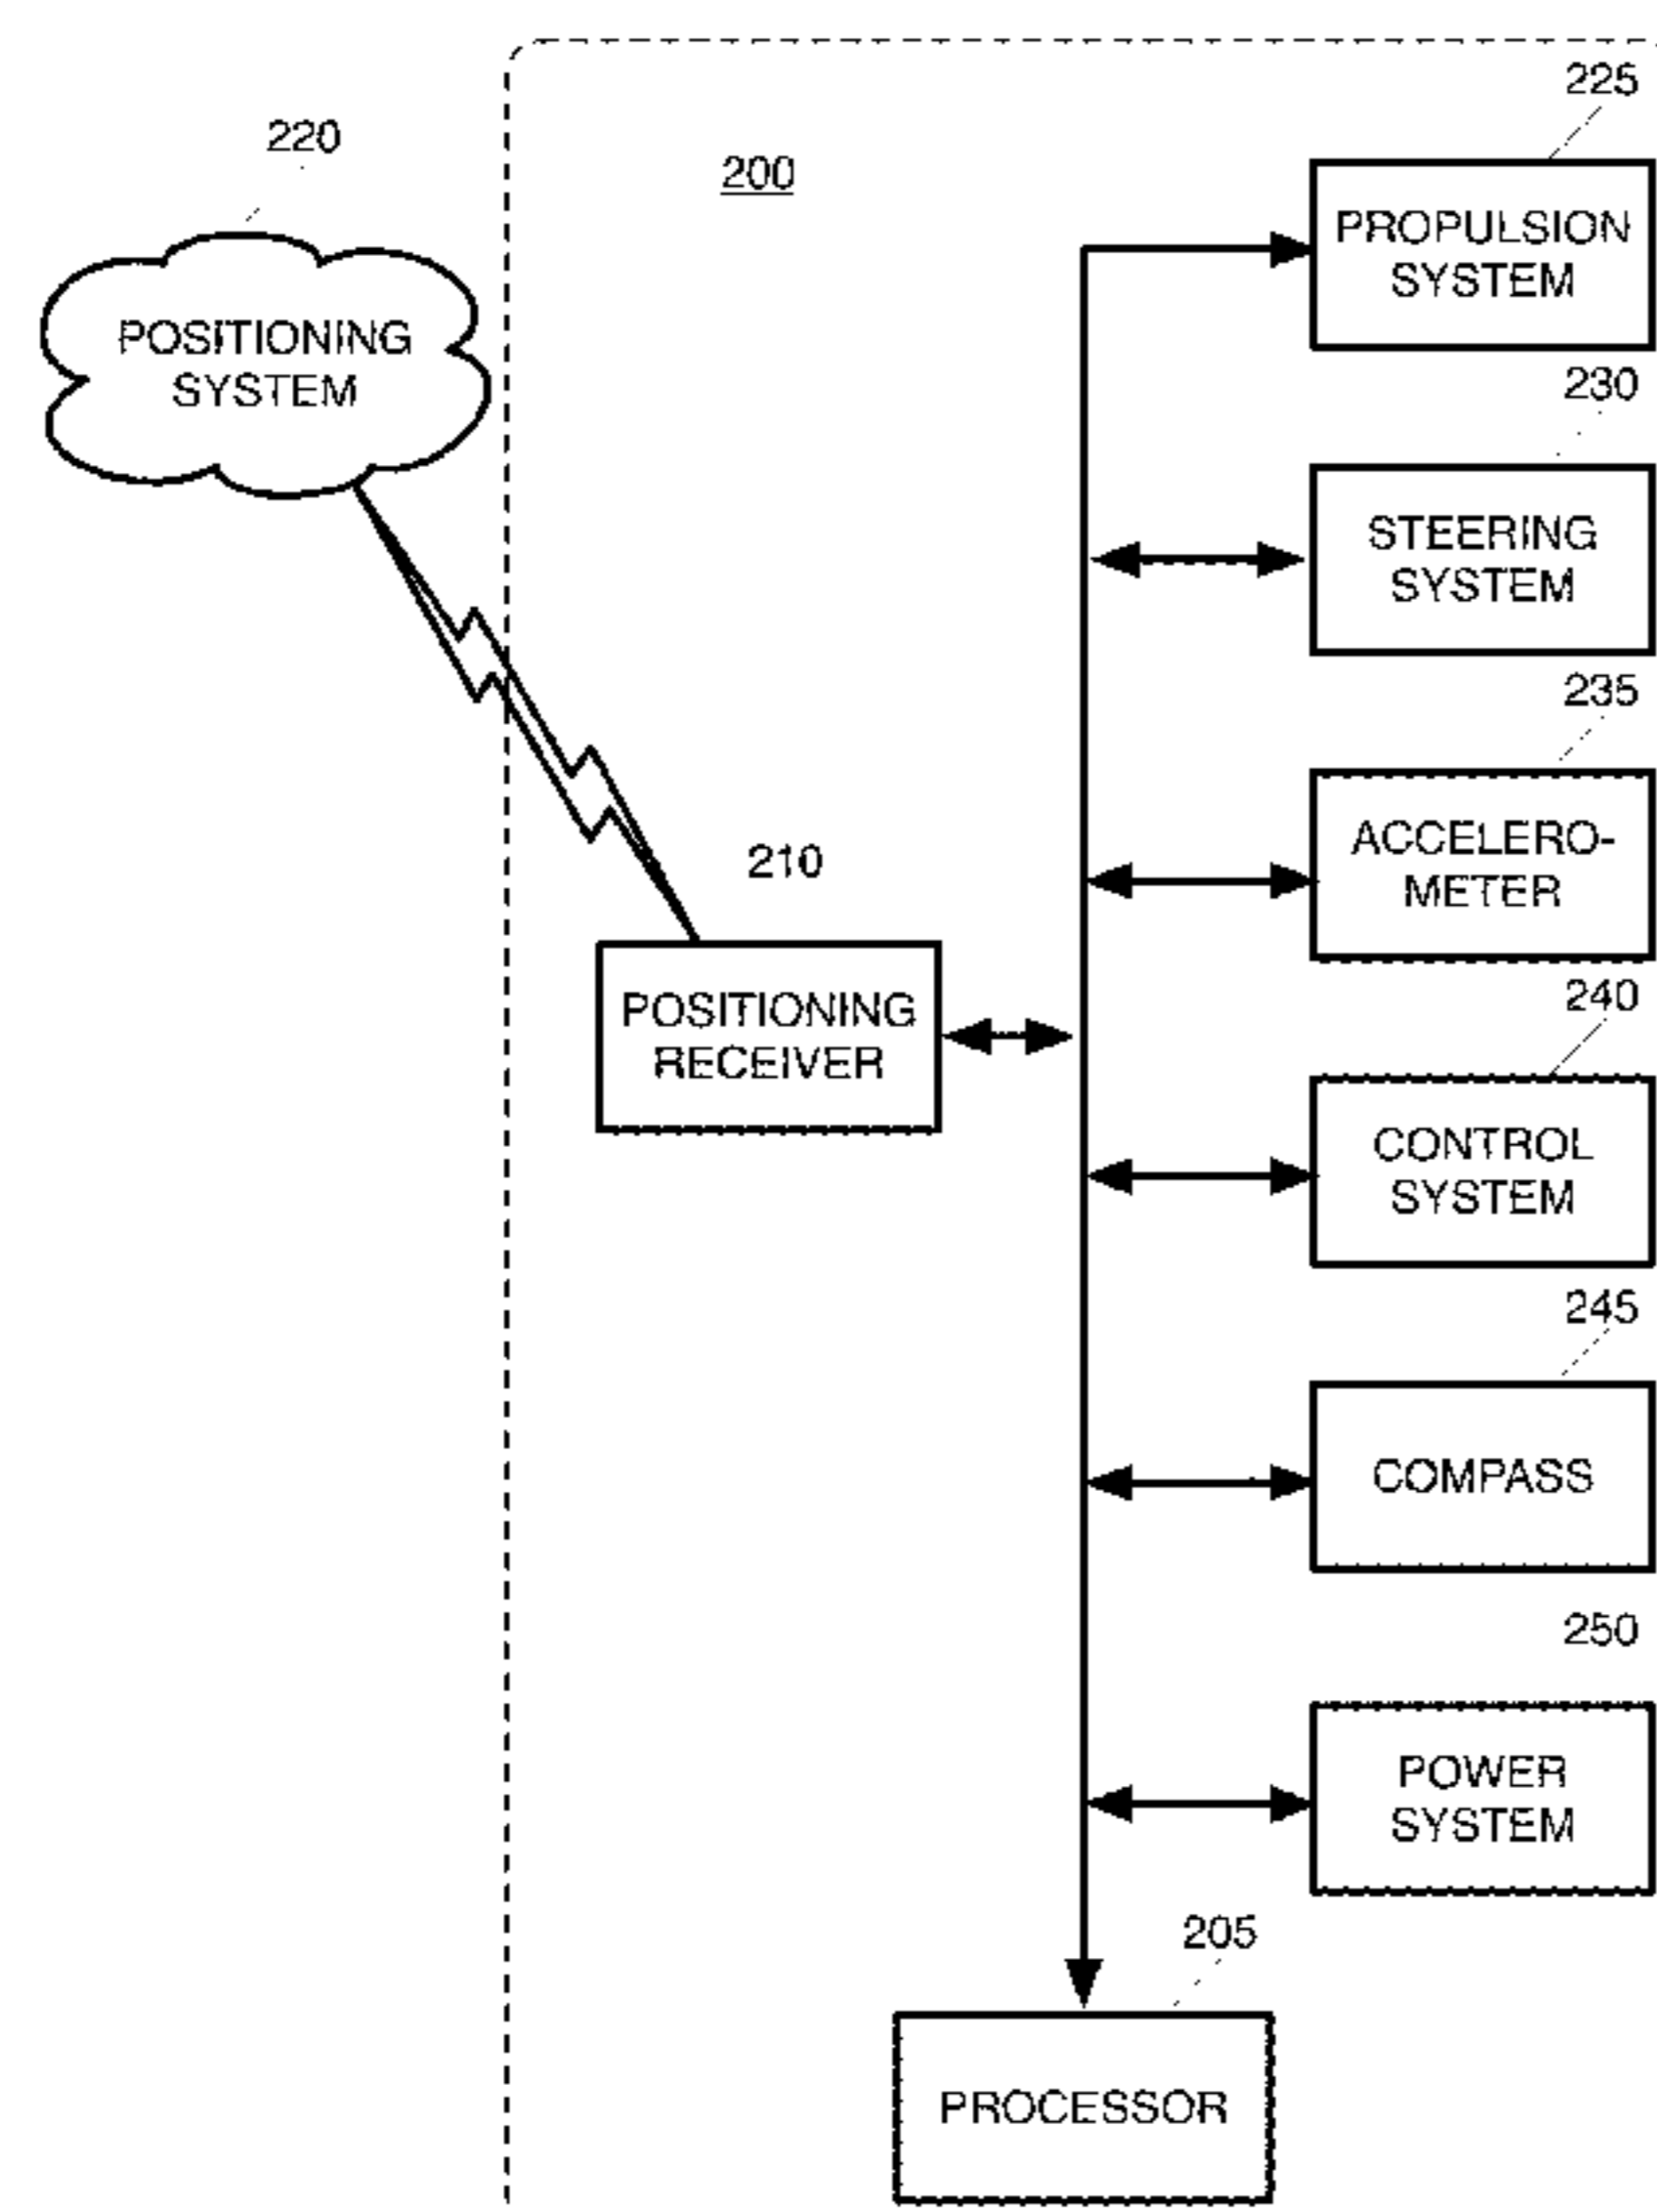 225
220
200
PROPULSION
SYSTEM
POSITIONING
SYSTEM
230
STEERING
SYSTEM
235
ACCELERO-
METER
210
POSITIONING
RECEIVER
240
CONTROL
SYSTEM
245
COMPASS
250
POWER
SYSTEM
205
PROCESSOR